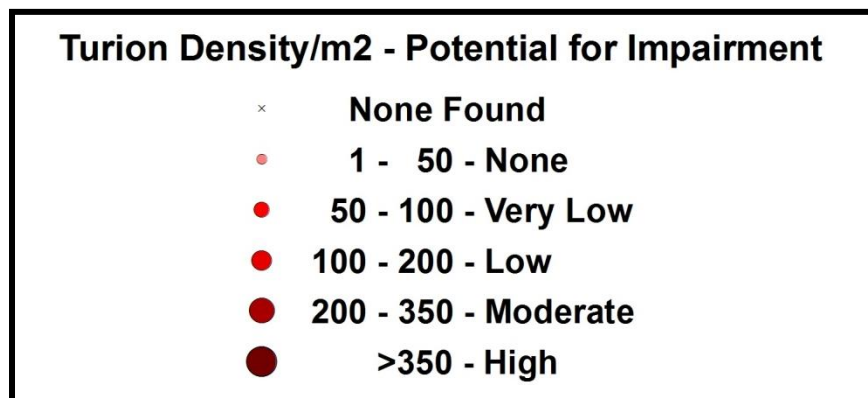 Turion Density/m2 - Potential for Impairment
None Found
1 - 50 - None
50 - 100 - Very Low
100 - 200 - Low
200 - 350 - Moderate
>350 - High